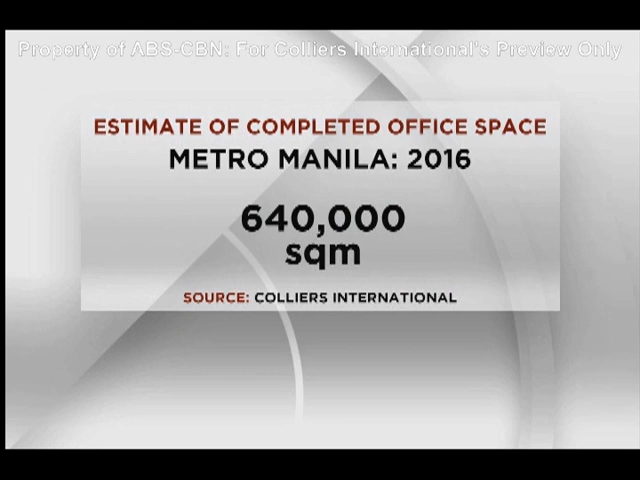 Property of ABS-CBN: For Colliers International's Preview Only
ESTIMATE OF COMPLETED OFFICE SPACE
METRO MANILA: 2016
640,000
sqm
SOURCE: COLLIERS INTERNATIONAL